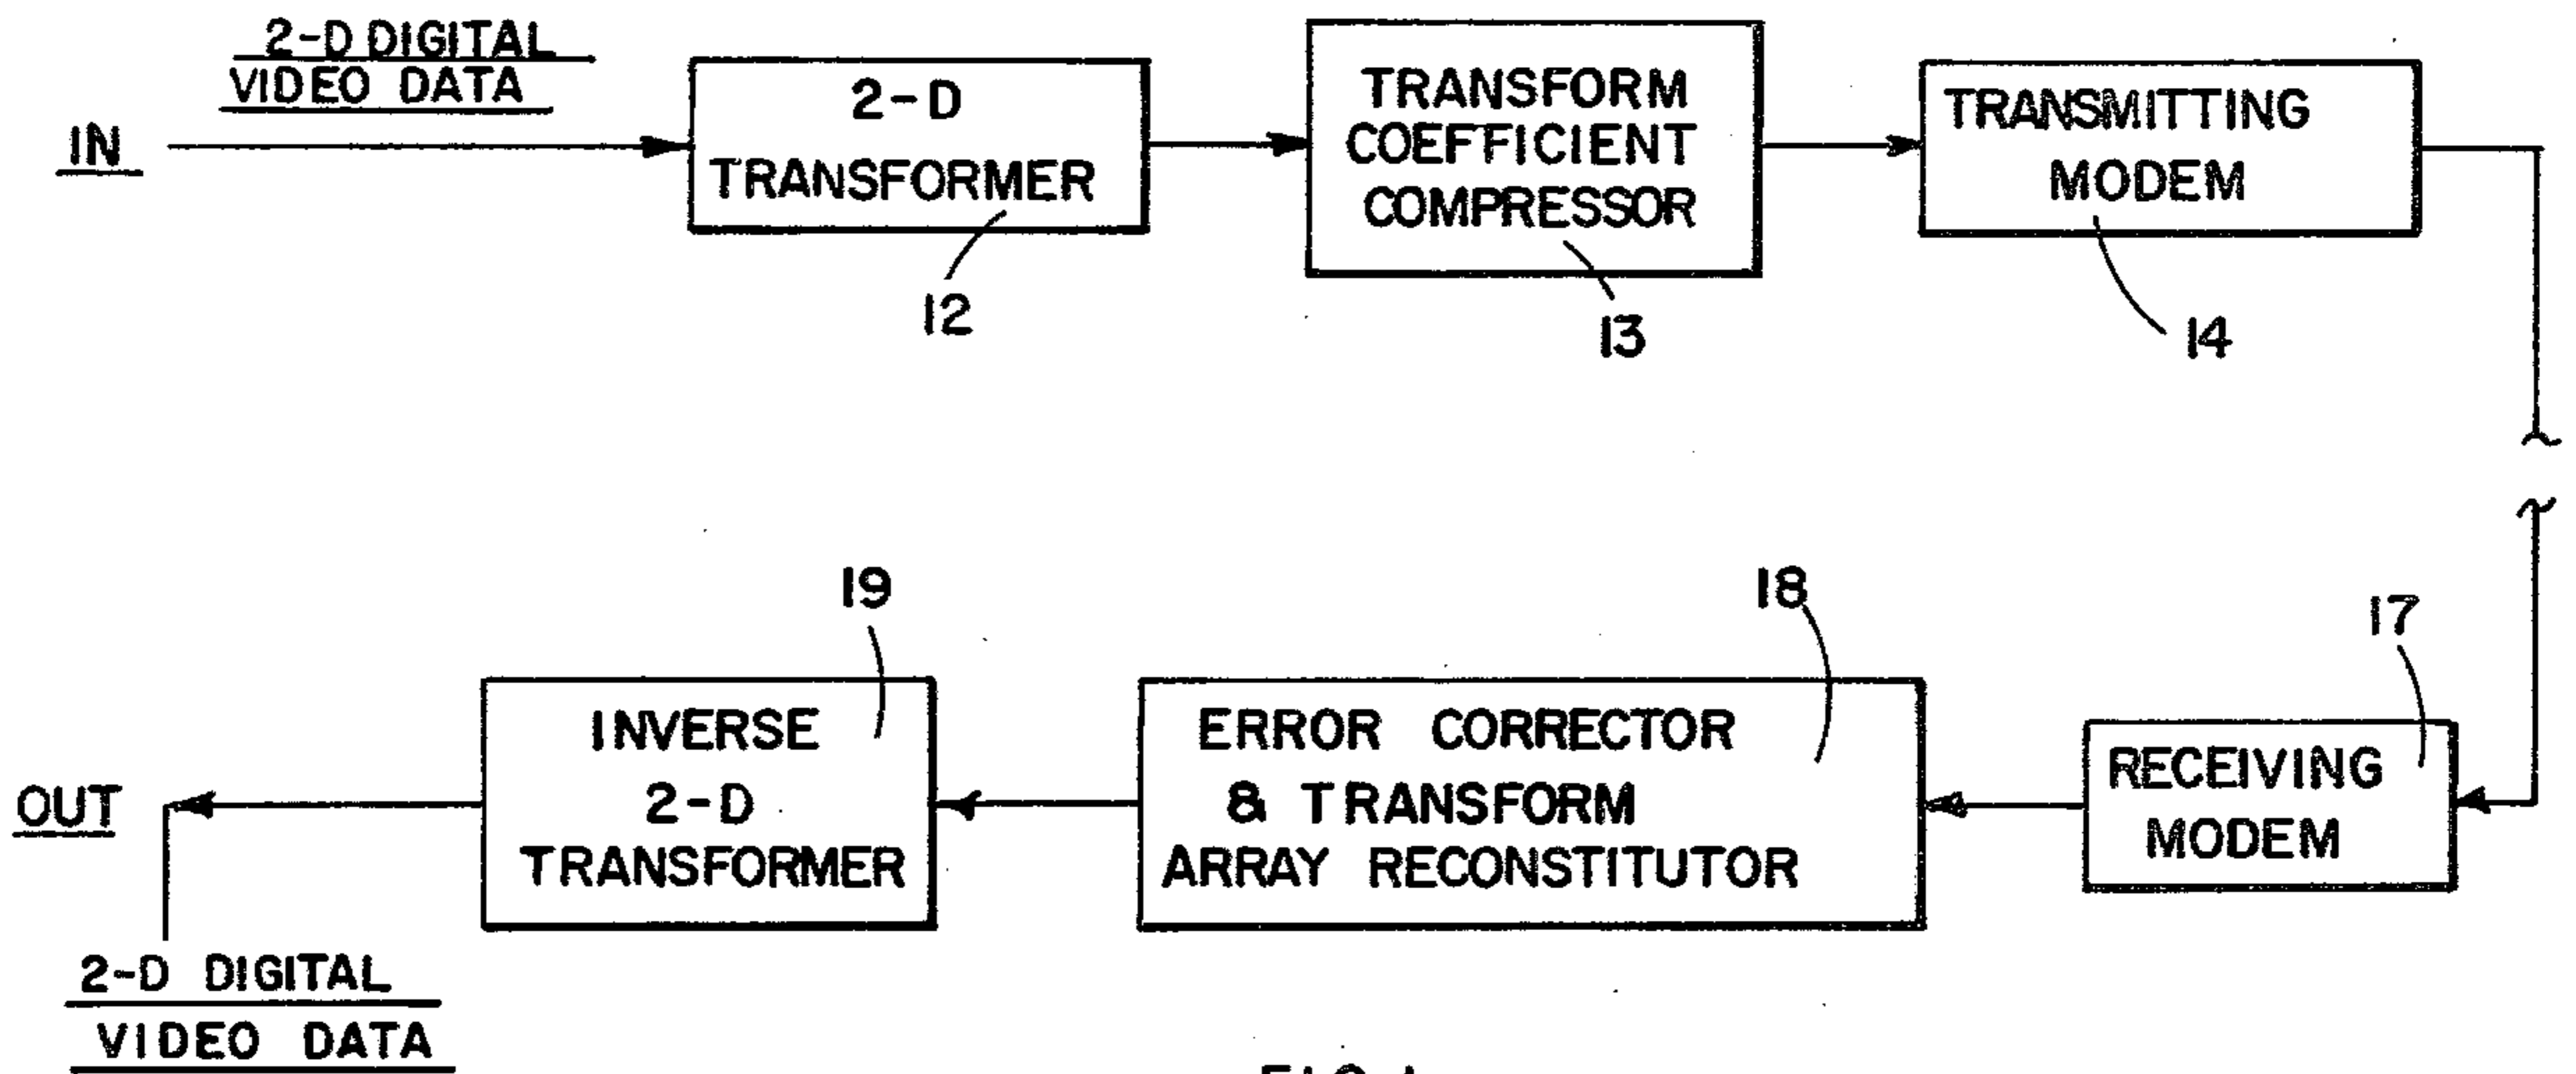 2-D DIGITAL
VIDEO DATA
IN
2-D
TRANSFORMER
12
TRANSFORM
COEFFICIENT
COMPRESSOR
13
TRANSMITTING
MODEM
14
17
RECEIVING
MODEM
18
ERROR CORRECTOR
& TRANSFORM
ARRAY RECONSTITUTOR
19
INVERSE
2-D
TRANSFORMER
OUT
2-D DIGITAL
VIDEO DATA